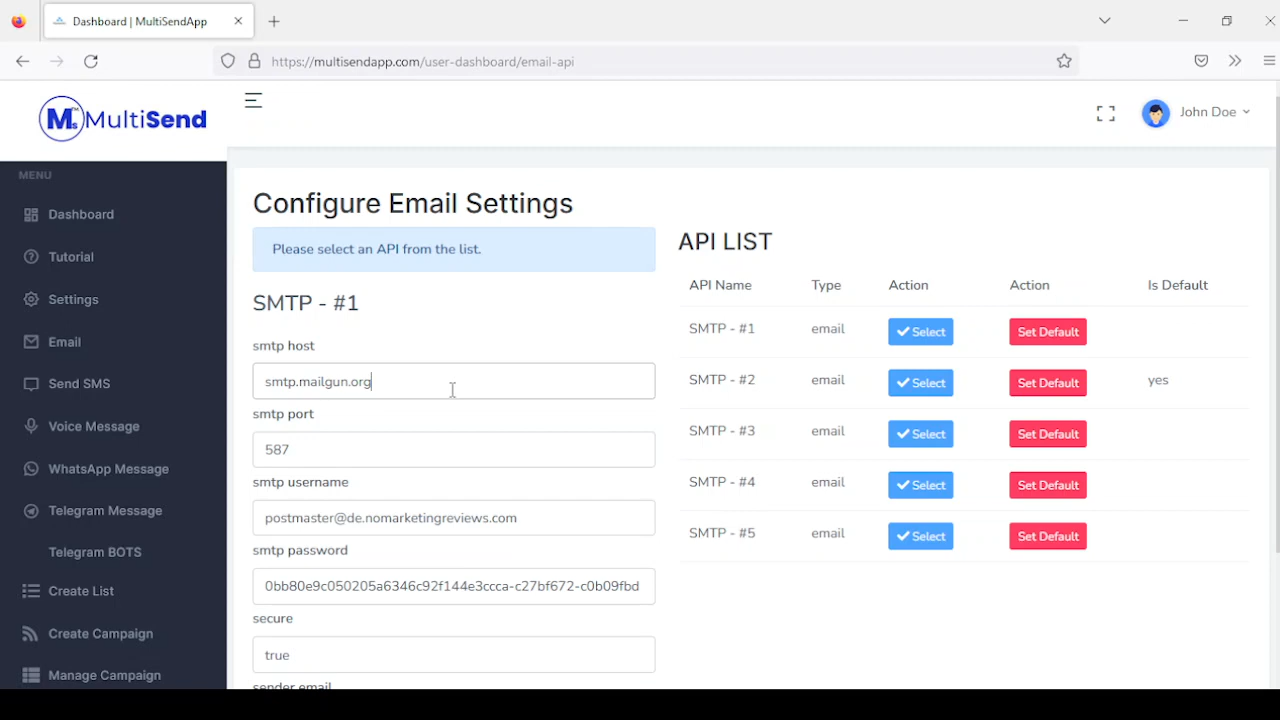 Dashboard | MultiSendApp
https://multisendapp.com/user-dashboard/email-api
Ms MultiSend
John Doe
MENU
Dashboard
Tutorial
Settings
Email
Send SMS
Voice Message
WhatsApp Message
Telegram Message
Telegram BOTS
Create List
Create Campaign
Manage Campaign
Configure Email Settings
Please select an API from the list.
SMTP - #1
smtp host
smtp.mailgun.org
smtp port
587
smtp username
postmaster@de.nomarketingreviews.com
smtp password
0bb80e9c050205a6346c92f144e3ccca-c27bf672-c0b09fbd
secure
true
sender email
API LIST
API Name Type Action Action Is Default
SMTP - #1 email Select Set Default
SMTP - #2 email Select Set Default yes
SMTP - #3 email Select Set Default
SMTP - #4 email Select Set Default
SMTP - #5 email Select Set Default